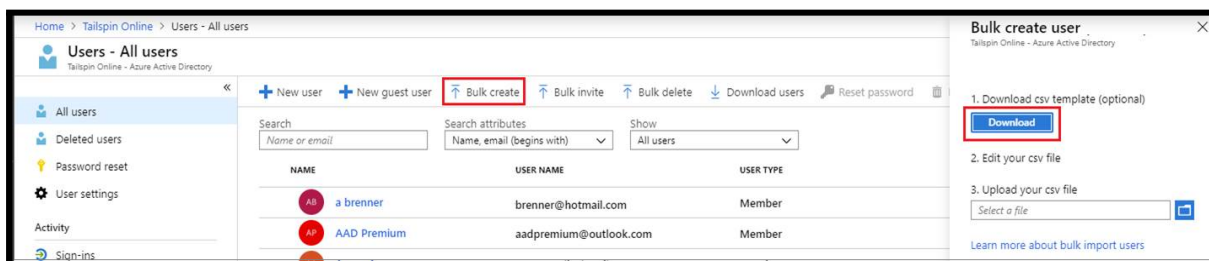 Home > Tailspin Online > Users - All users
Users - All users
Tailspin Online - Azure Active Directory
«
All users
Deleted users
Password reset
User settings
Activity
Sign-ins
New user New guest user Bulk create Bulk invite Bulk delete Download users Reset password
Search Search attributes Show
Name or email Name, email (begins with) All users
NAME USER NAME USER TYPE
AB a brenner brenner@hotmail.com Member
AP AAD Premium aadpremium@outlook.com Member
Bulk create user
Tailspin Online - Azure Active Directory
1. Download csv template (optional)
Download
2. Edit your csv file
3. Upload your csv file
Select a file
Learn more about bulk import users